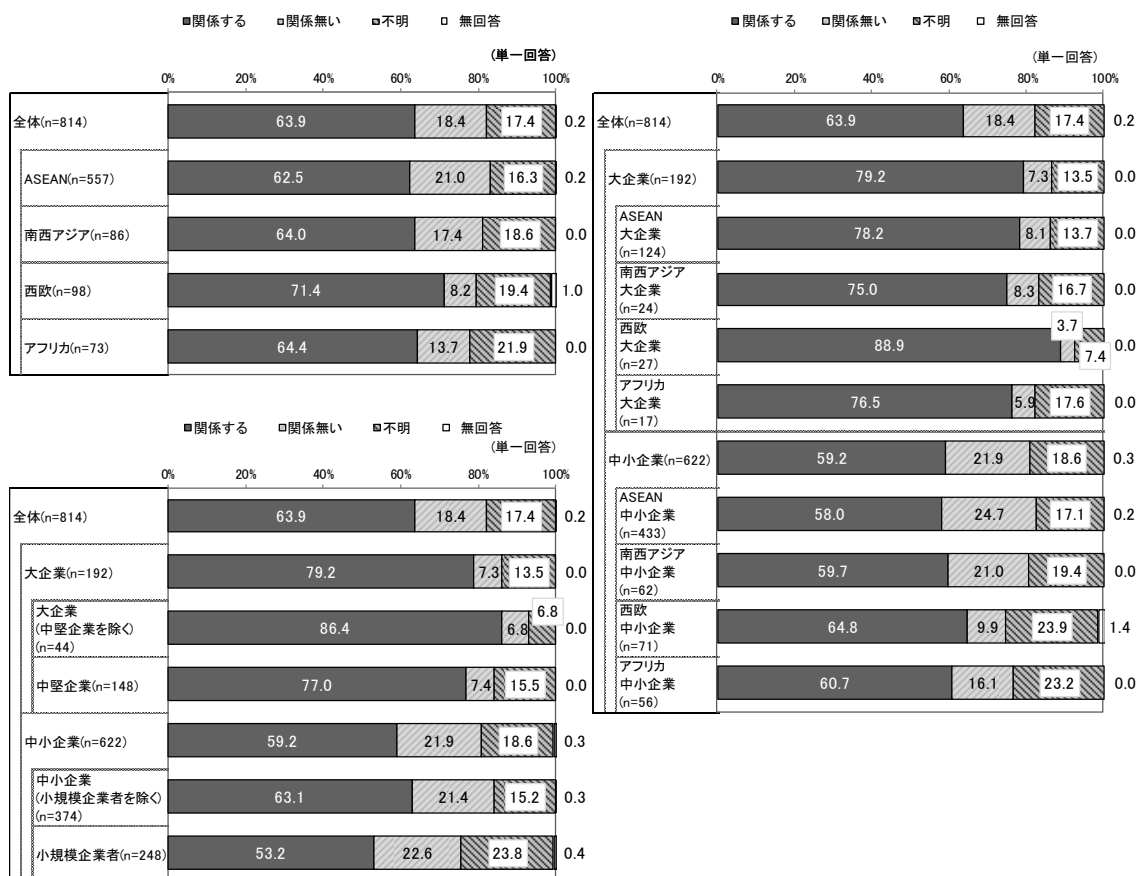 ■関係する ▨関係無い ▧不明 □ 無回答
(単一回答)
0% 20% 40% 60% 80% 100%
全体(n=814) 63.9 18.4 17.4 0.2
ASEAN(n=557) 62.5 21.0 16.3 0.2
南西アジア(n=86) 64.0 17.4 18.6 0.0
西欧(n=98) 71.4 8.2 19.4 1.0
アフリカ(n=73) 64.4 13.7 21.9 0.0
■関係する ▨関係無い ▧不明 □ 無回答
(単一回答)
0% 20% 40% 60% 80% 100%
全体(n=814) 63.9 18.4 17.4 0.2
大企業(n=192) 79.2 7.3 13.5 0.0
大企業
(中堅企業を除く)
(n=44) 86.4 6.8 6.8 0.0
中堅企業(n=148) 77.0 7.4 15.5 0.0
中小企業(n=622) 59.2 21.9 18.6 0.3
中小企業
(小規模企業者を除く)
(n=374) 63.1 21.4 15.2 0.3
小規模企業者(n=248) 53.2 22.6 23.8 0.4
■関係する ▨関係無い ▧不明 □ 無回答
(単一回答)
0% 20% 40% 60% 80% 100%
全体(n=814) 63.9 18.4 17.4 0.2
大企業(n=192) 79.2 7.3 13.5 0.0
ASEAN
大企業
(n=124) 78.2 8.1 13.7 0.0
南西アジア
大企業
(n=24) 75.0 8.3 16.7 0.0
西欧
大企業
(n=27) 88.9 3.7 7.4 0.0
アフリカ
大企業
(n=17) 76.5 5.9 17.6 0.0
中小企業(n=622) 59.2 21.9 18.6 0.3
ASEAN
中小企業
(n=433) 58.0 24.7 17.1 0.2
南西アジア
中小企業
(n=62) 59.7 21.0 19.4 0.0
西欧
中小企業
(n=71) 64.8 9.9 23.9 1.4
アフリカ
中小企業
(n=56) 60.7 16.1 23.2 0.0